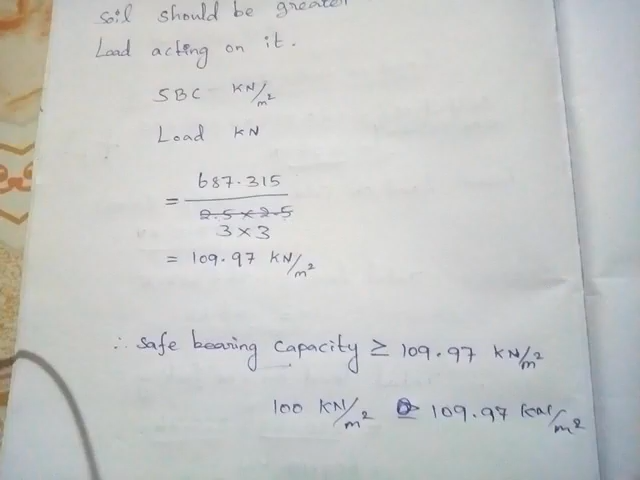 soil should be greater
Load acting on it.
SBC KN/m²
Load KN
= 687.315
2.5 x 2.5
3 x 3
= 109.97 KN/m²
∴ safe bearing capacity ≥ 109.97 KN/m²
100 KN/m² 109.97 KN/m²